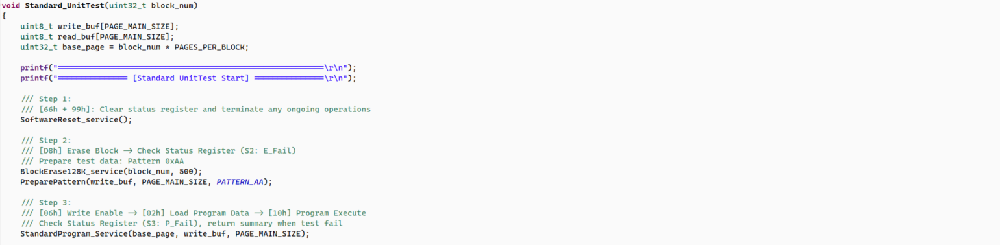 void Standard_UnitTest(uint32_t block_num)
{
    uint8_t write_buf[PAGE_MAIN_SIZE];
    uint8_t read_buf[PAGE_MAIN_SIZE];
    uint32_t base_page = block_num * PAGES_PER_BLOCK;

    printf("=========================================================\r\n");
    printf("=============== [Standard UnitTest Start] ===============\r\n");

    /// Step 1:
    /// [66h + 99h]: Clear status register and terminate any ongoing operations
    SoftwareReset_service();

    /// Step 2:
    /// [D8h] Erase Block -> Check Status Register (S2: E_Fail)
    /// Prepare test data: Pattern 0xAA
    BlockErase128K_service(block_num, 500);
    PreparePattern(write_buf, PAGE_MAIN_SIZE, PATTERN_AA);

    /// Step 3:
    /// [06h] Write Enable -> [02h] Load Program Data -> [10h] Program Execute
    /// Check Status Register (S3: P_Fail), return summary when test fail
    StandardProgram_Service(base_page, write_buf, PAGE_MAIN_SIZE);